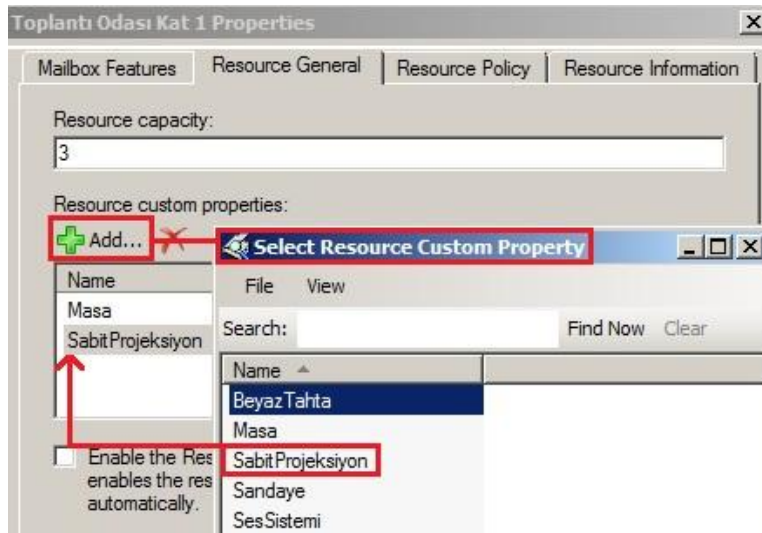 Toplantı Odası Kat 1 Properties
Mailbox Features
Resource General
Resource Policy
Resource Information
Resource capacity:
3
Resource custom properties:
Add...
Name
Masa
SabitProjeksiyon
Enable the Res
enables the res
automatically.
Select Resource Custom Property
File View
Search:
Find Now Clear
Name
BeyazTahta
Masa
SabitProjeksiyon
Sandaye
SesSistemi